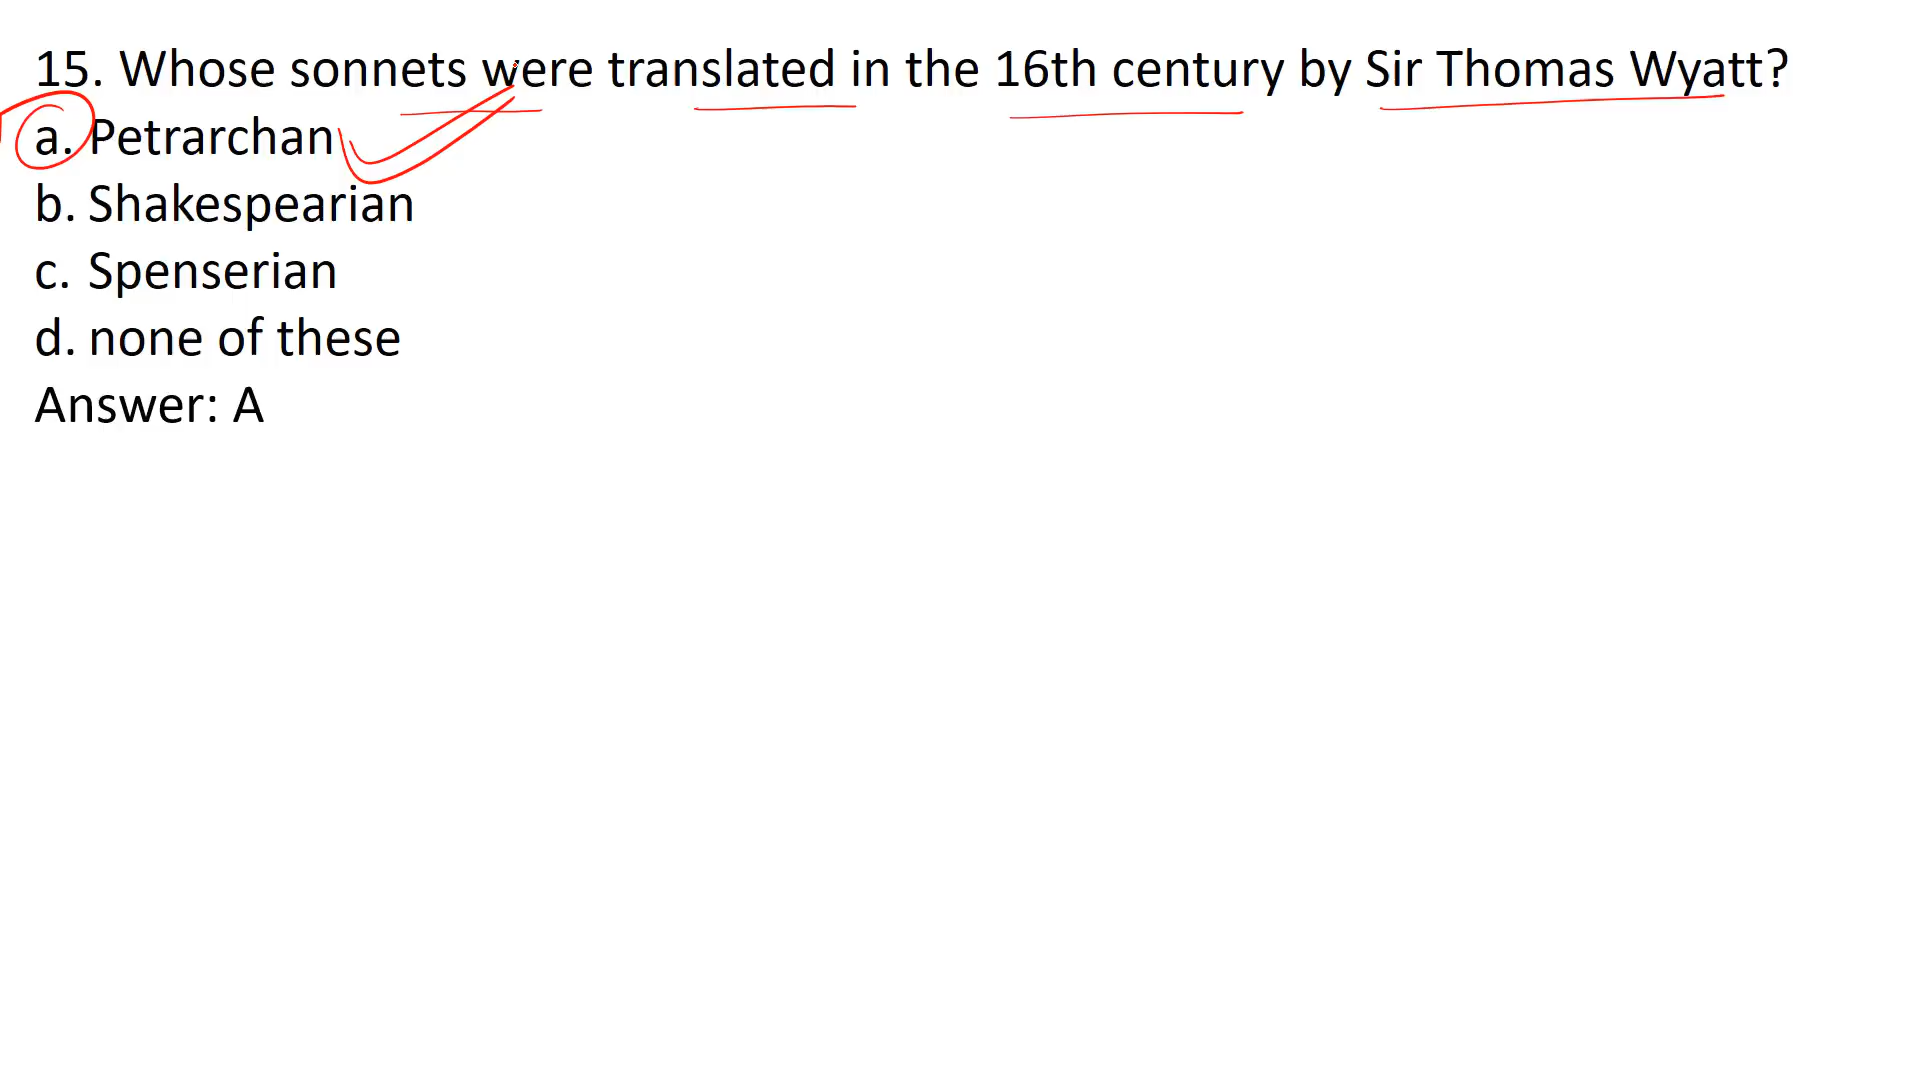 15. Whose sonnets were translated in the 16th century by Sir Thomas Wyatt?
a. Petrarchan
b. Shakespearian
c. Spenserian
d. none of these
Answer: A